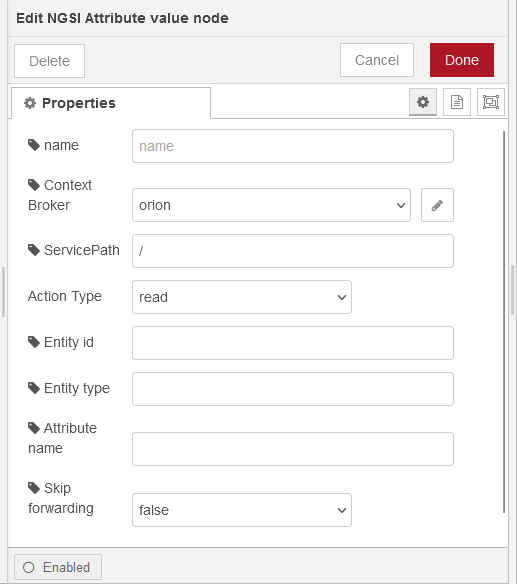 Edit NGSI Attribute value node
Delete
Cancel
Done
Properties
name
name
Context
Broker
orion
ServicePath
/
Action Type
read
Entity id
Entity type
Attribute
name
Skip
forwarding
false
Enabled